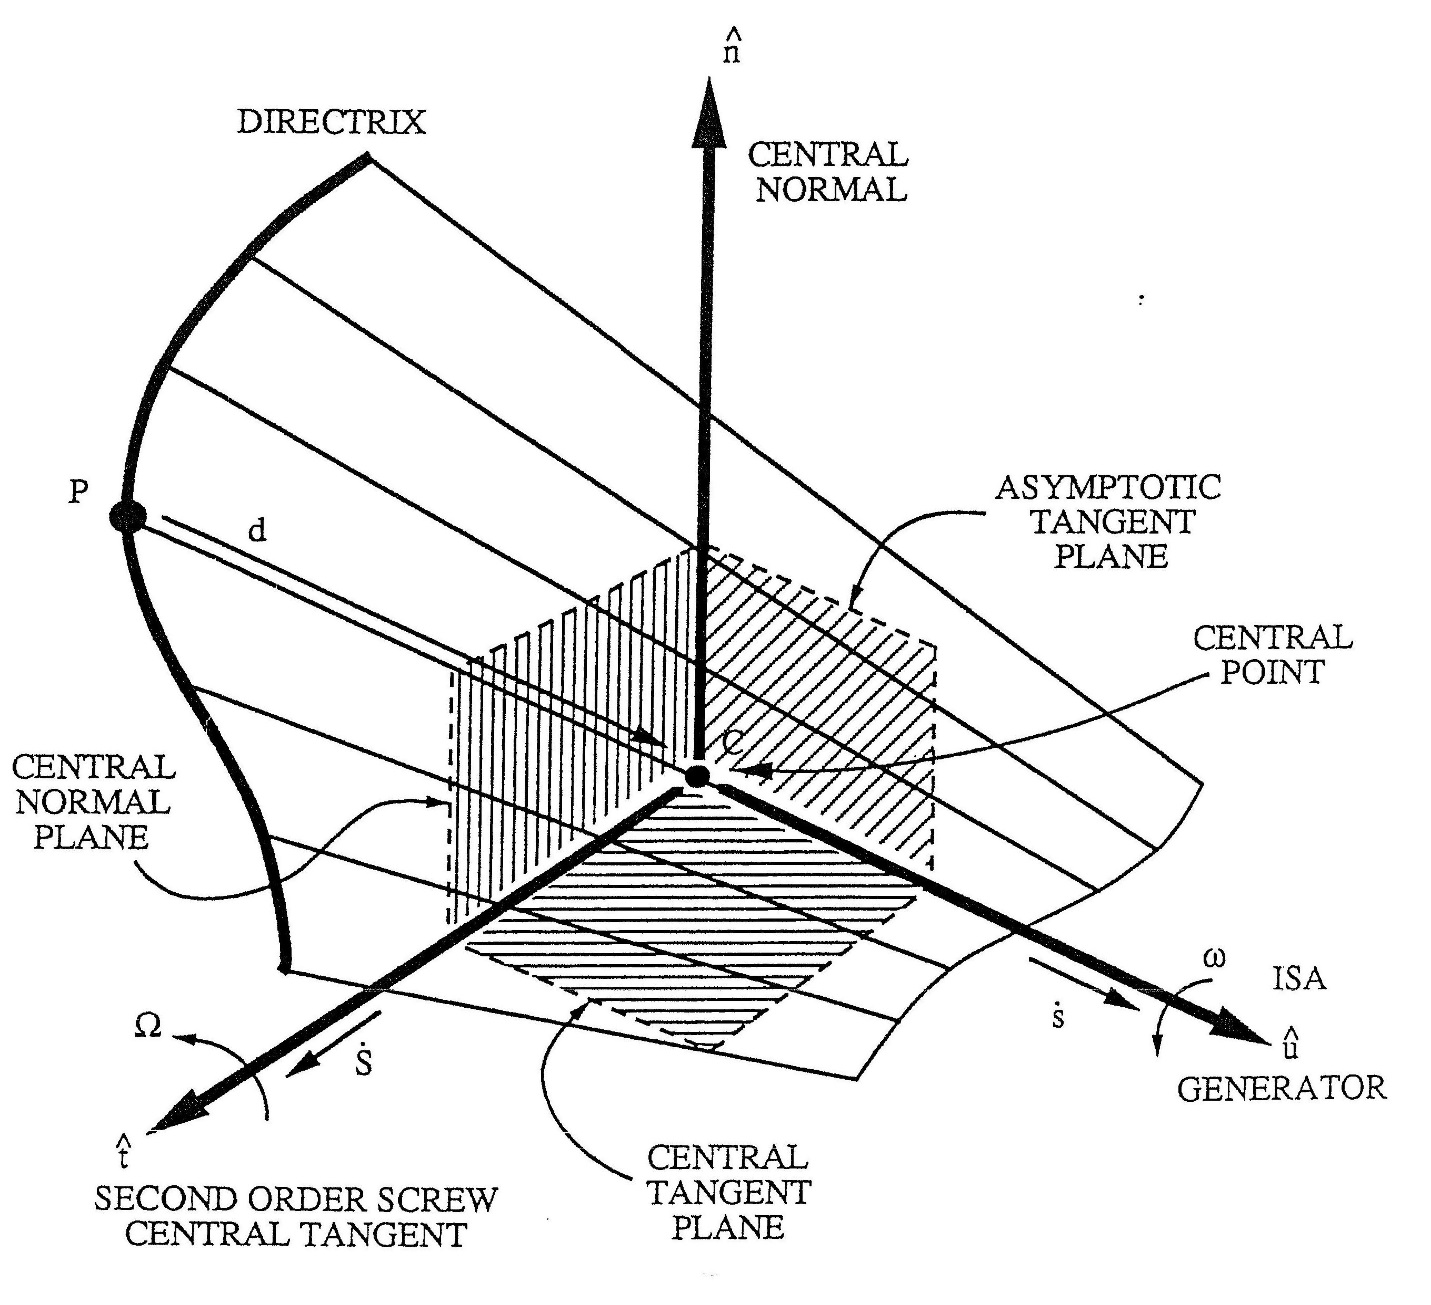 n̂
DIRECTRIX
CENTRAL
NORMAL
P
d
ASYMPTOTIC
TANGENT
PLANE
CENTRAL
POINT
C
CENTRAL
NORMAL
PLANE
ω
ISA
ṡ
û
GENERATOR
Ω
Ṡ
t̂
SECOND ORDER SCREW
CENTRAL TANGENT
CENTRAL
TANGENT
PLANE